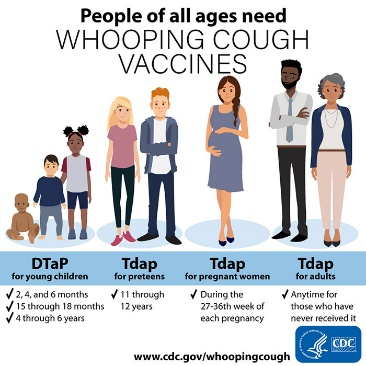 People of all ages need
WHOOPING COUGH
VACCINES
DTaP
for young children
✓ 2, 4, and 6 months
✓ 15 through 18 months
✓ 4 through 6 years
Tdap
for preteens
✓ 11 through
12 years
Tdap
for pregnant women
✓ During the
27-36th week of
each pregnancy
Tdap
for adults
✓ Anytime for
those who have
never received it
www.cdc.gov/whoopingcough
CDC